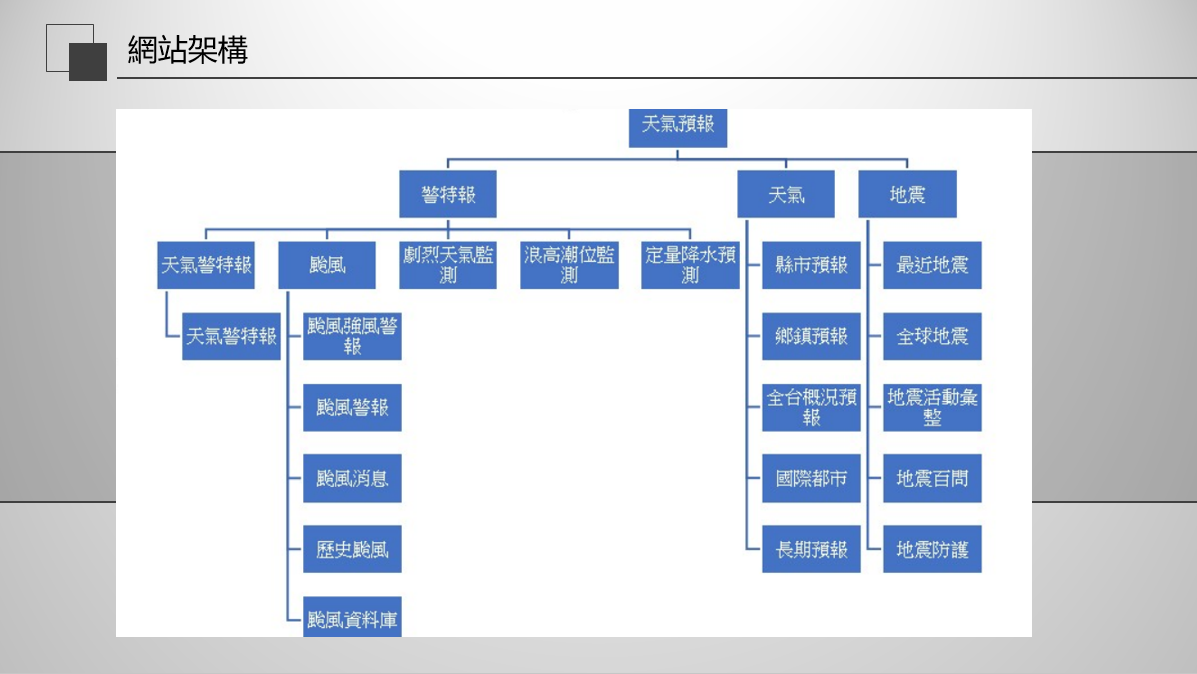 網站架構
天氣預報
警特報
天氣
地震
天氣警特報
颱風
劇烈天氣監
測
浪高潮位監
測
定量降水預
測
縣市預報
最近地震
天氣警特報
颱風強風警
報
鄉鎮預報
全球地震
颱風警報
全台概況預
報
地震活動彙
整
颱風消息
國際都市
地震百問
歷史颱風
長期預報
地震防護
颱風資料庫